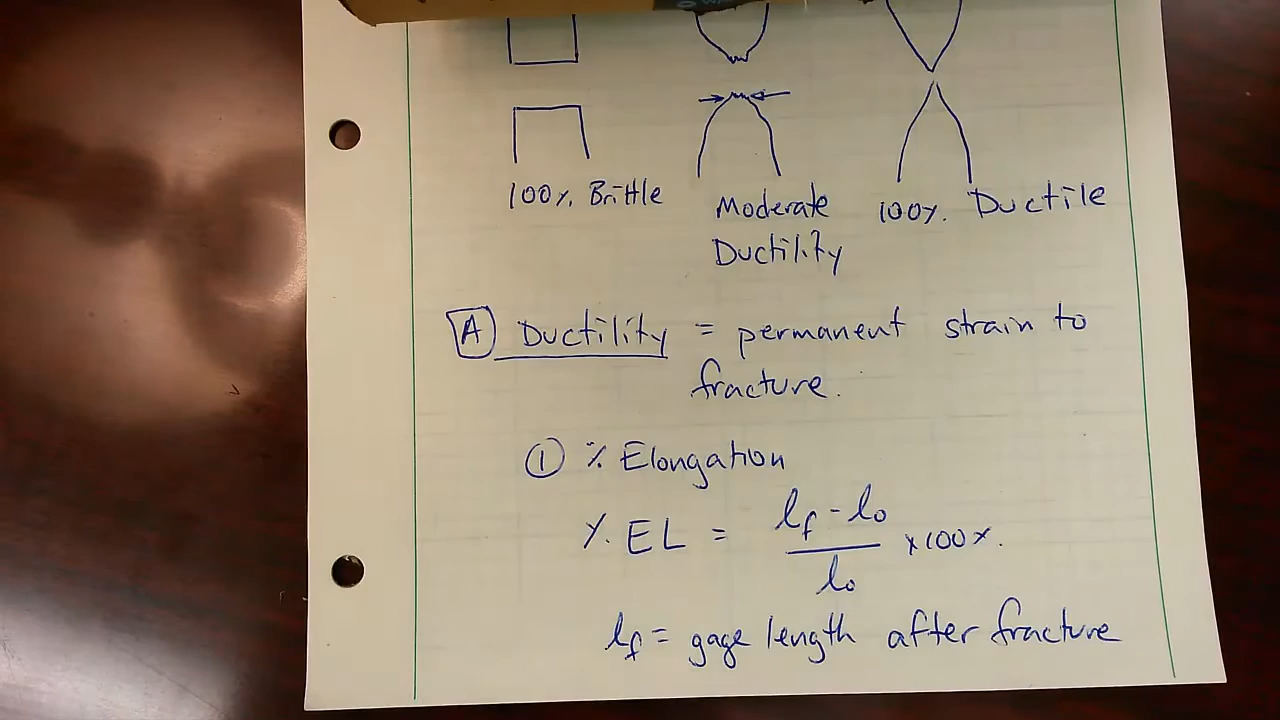 100% Brittle
Moderate
Ductility
100%. Ductile
A Ductility = permanent strain to
fracture.
① % Elongation
%. EL = lf - lo / lo x 100%.
lf = gage length after fracture